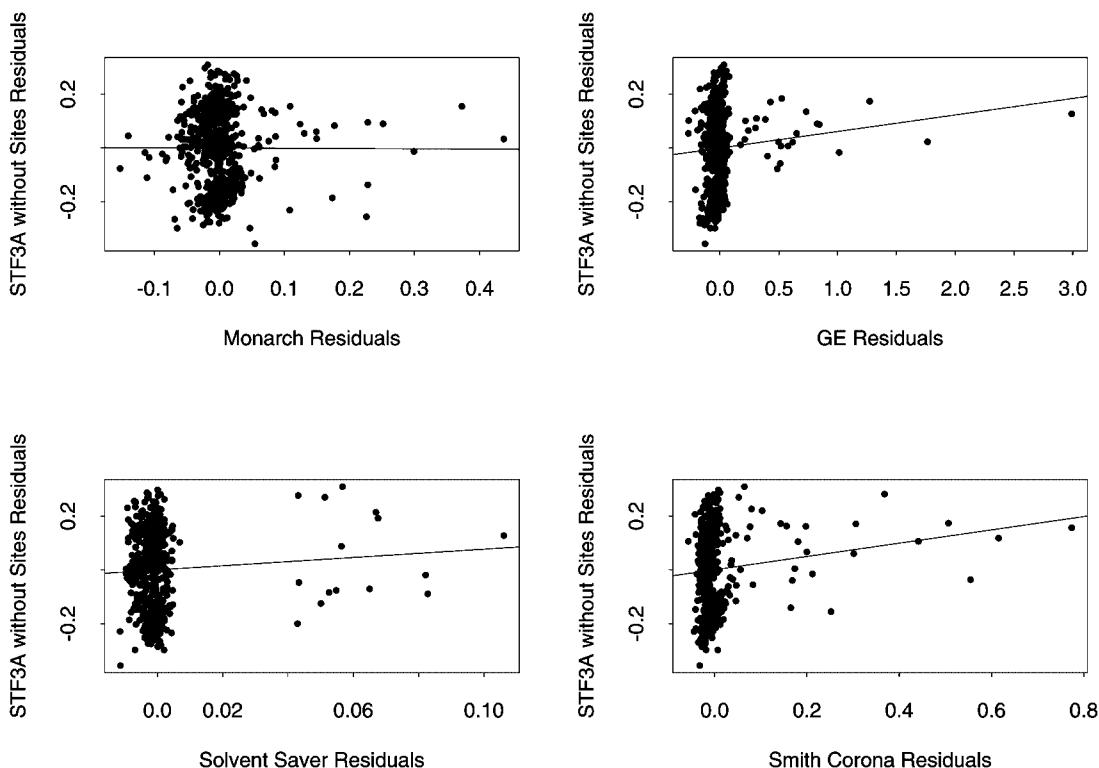 STF3A without Sites Residuals
0.2
-0.2
-0.1 0.0 0.1 0.2 0.3 0.4
Monarch Residuals
STF3A without Sites Residuals
0.2
-0.2
0.0 0.5 1.0 1.5 2.0 2.5 3.0
GE Residuals
STF3A without Sites Residuals
0.2
-0.2
0.0 0.02 0.06 0.10
Solvent Saver Residuals
STF3A without Sites Residuals
0.2
-0.2
0.0 0.2 0.4 0.6 0.8
Smith Corona Residuals